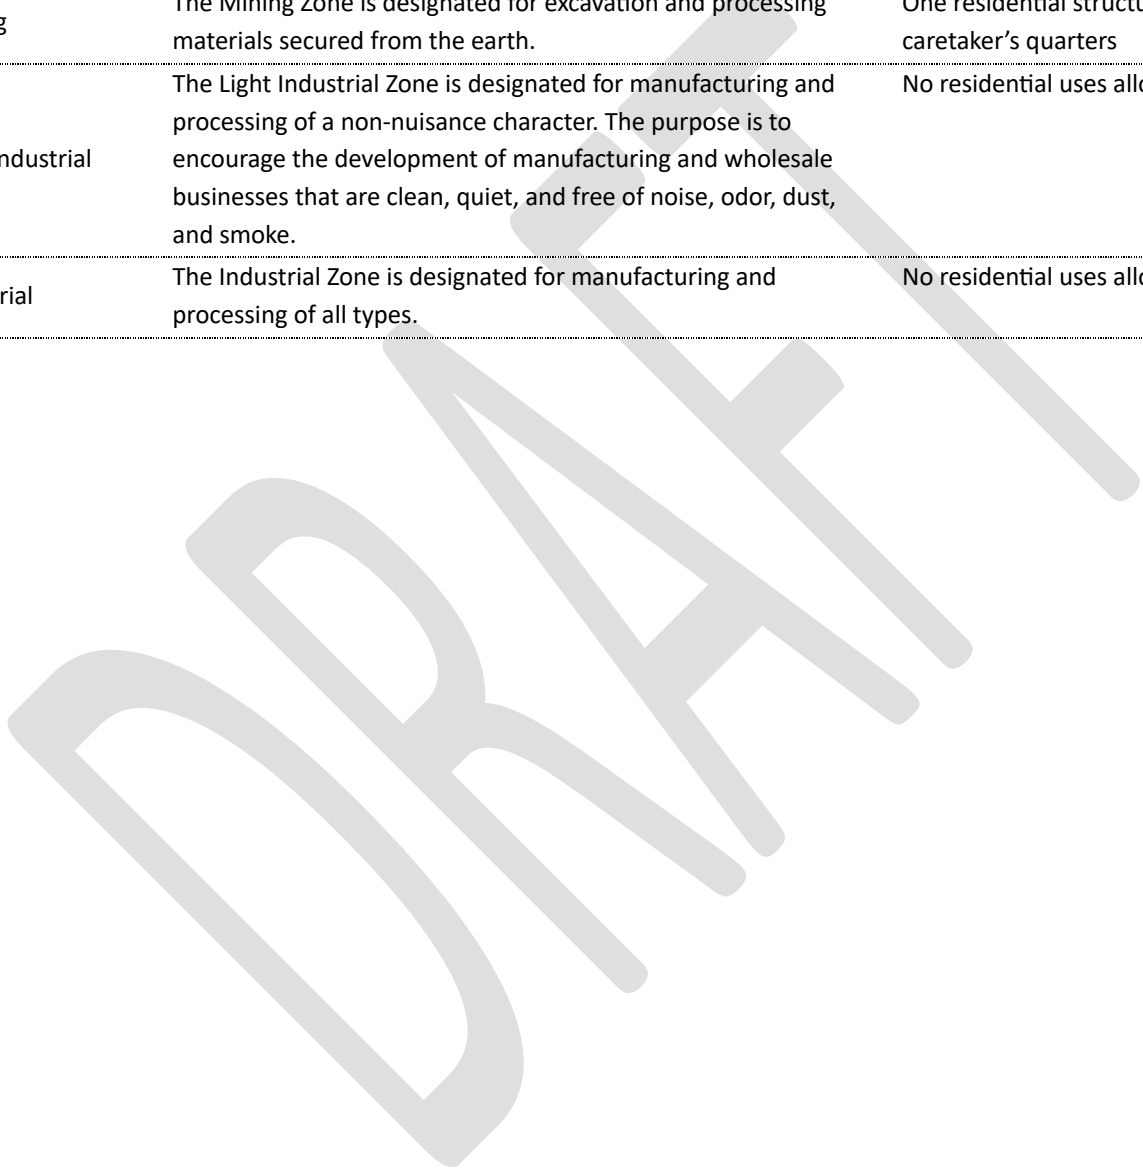 The Mining Zone is designated for excavation and processing One residential structu
g
materials secured from the earth. caretaker’s quarters
The Light Industrial Zone is designated for manufacturing and No residential uses allo
processing of a non-nuisance character. The purpose is to
ndustrial encourage the development of manufacturing and wholesale
businesses that are clean, quiet, and free of noise, odor, dust,
and smoke.
The Industrial Zone is designated for manufacturing and No residential uses allo
rial
processing of all types.
DRAFT